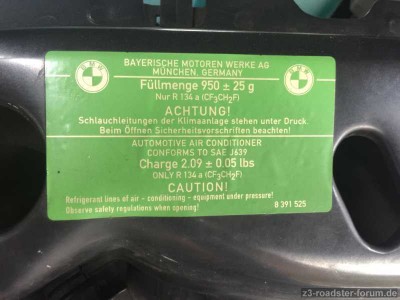 BAYERISCHE MOTOREN WERKE AG
MÜNCHEN, GERMANY
Füllmenge 950 ± 25 g
Nur R 134 a (CF3CH2F)
ACHTUNG!
Schlauchleitungen der Klimaanlage stehen unter Druck.
Beim Öffnen Sicherheitsvorschriften beachten!
AUTOMOTIVE AIR CONDITIONER
CONFORMS TO SAE J639
Charge 2.09 ± 0.05 lbs
ONLY R 134 a (CF3CH2F)
CAUTION!
Refrigerant lines of air - conditioning - equipment under pressure!
Observe safety regulations when opening!
8 391 525
z3-roadster-forum.de